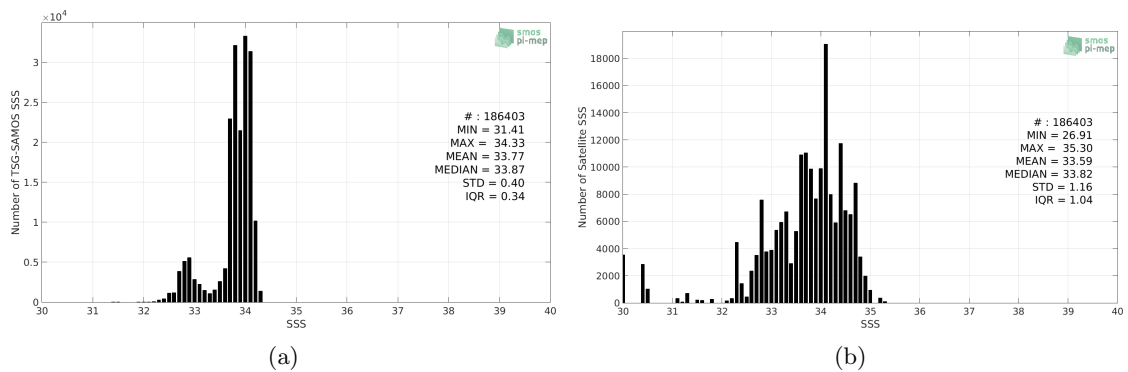 ×10⁴
3
2.5
2
1.5
1
0.5
0
Number of TSG-SAMOS SSS
30 31 32 33 34 35 36 37 38 39 40
SSS
smos
pi-mep
# : 186403
MIN = 31.41
MAX = 34.33
MEAN = 33.77
MEDIAN = 33.87
STD = 0.40
IQR = 0.34
(a)
18000
16000
14000
12000
10000
8000
6000
4000
2000
0
Number of Satellite SSS
30 31 32 33 34 35 36 37 38 39 40
SSS
smos
pi-mep
# : 186403
MIN = 26.91
MAX = 35.30
MEAN = 33.59
MEDIAN = 33.82
STD = 1.16
IQR = 1.04
(b)